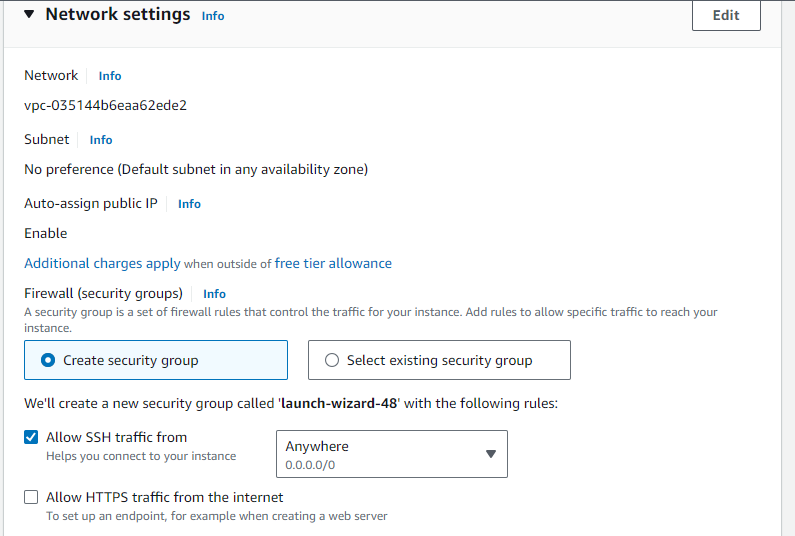 Network settings Info Edit
Network Info
vpc-035144b6eaa62ede2
Subnet Info
No preference (Default subnet in any availability zone)
Auto-assign public IP Info
Enable
Additional charges apply when outside of free tier allowance
Firewall (security groups) Info
A security group is a set of firewall rules that control the traffic for your instance. Add rules to allow specific traffic to reach your
instance.
Create security group Select existing security group
We'll create a new security group called 'launch-wizard-48' with the following rules:
Allow SSH traffic from
Helps you connect to your instance
Anywhere
0.0.0.0/0
Allow HTTPS traffic from the internet
To set up an endpoint, for example when creating a web server